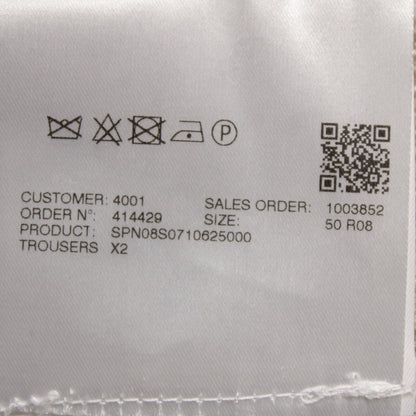 P
CUSTOMER: 4001 SALES ORDER: 1003852
ORDER N°: 414429 SIZE: 50 R08
PRODUCT: SPN08S0710625000
TROUSERS X2